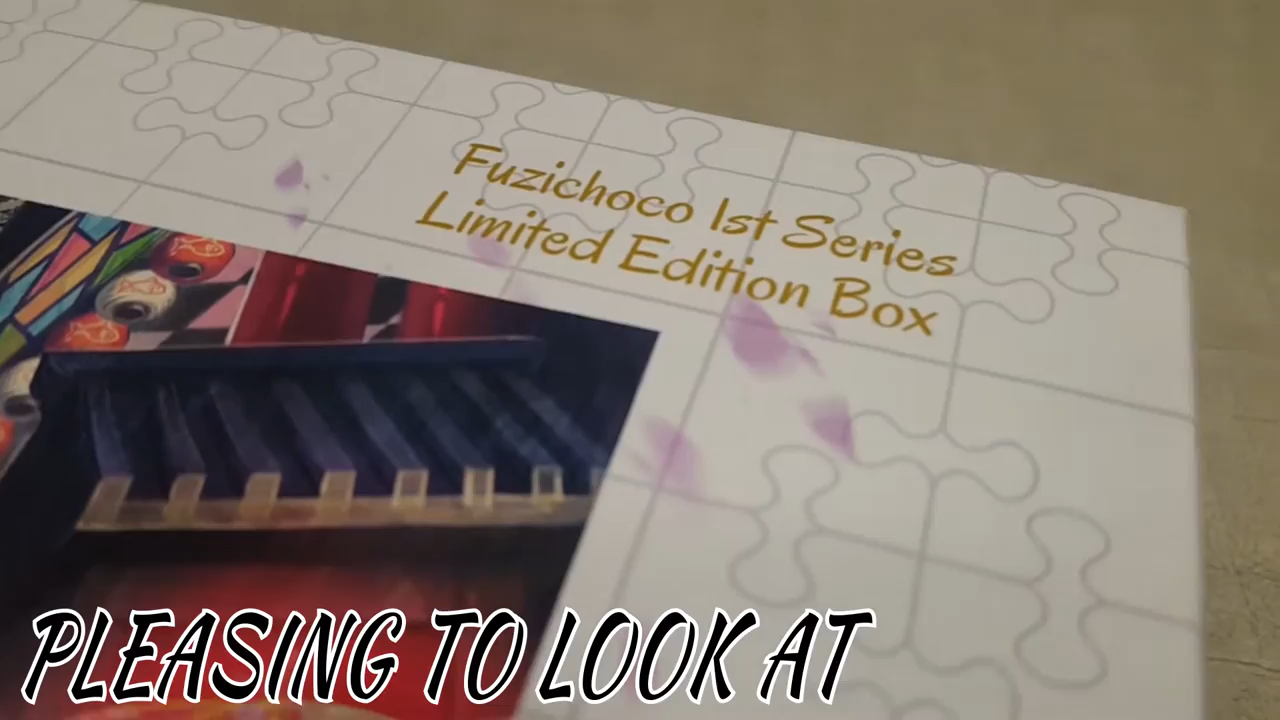 Fuzichoco 1st Series
Limited Edition Box
PLEASING TO LOOK AT